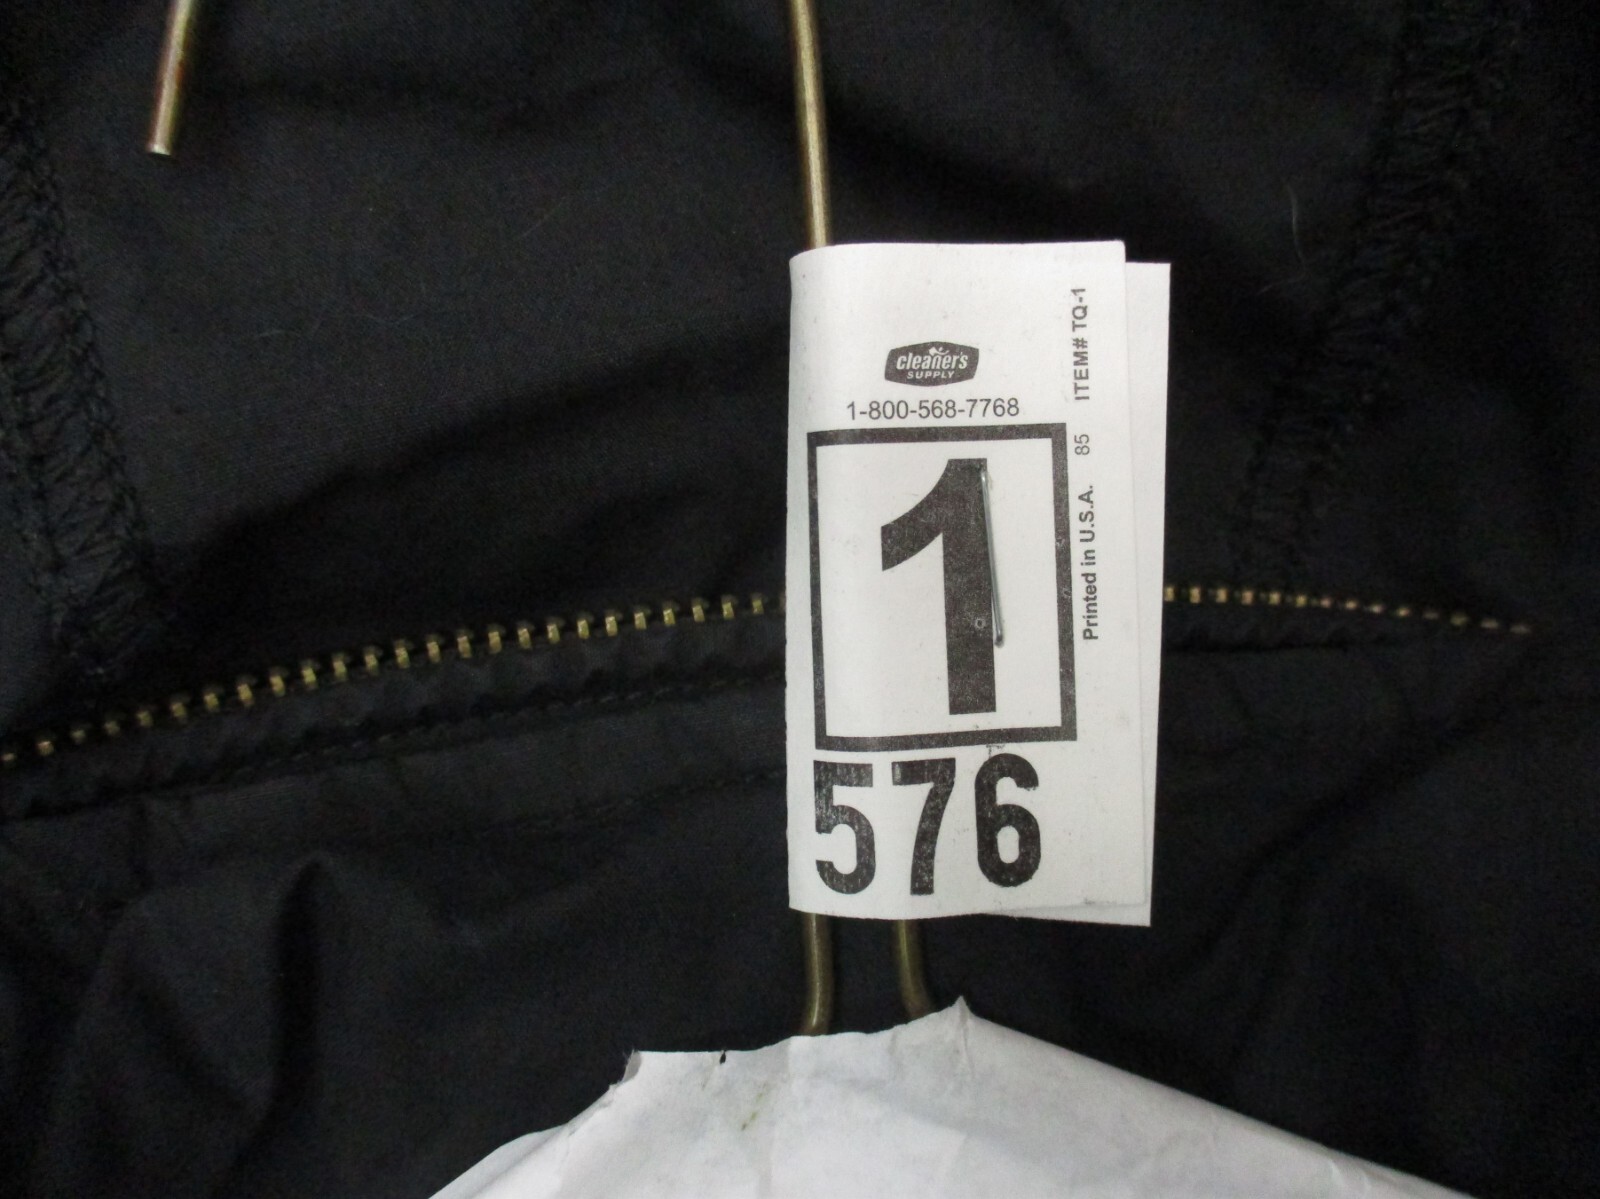 cleaner's
SUPPLY
1-800-568-7768
1
576
Printed in U.S.A. 85 ITEM# TQ-1